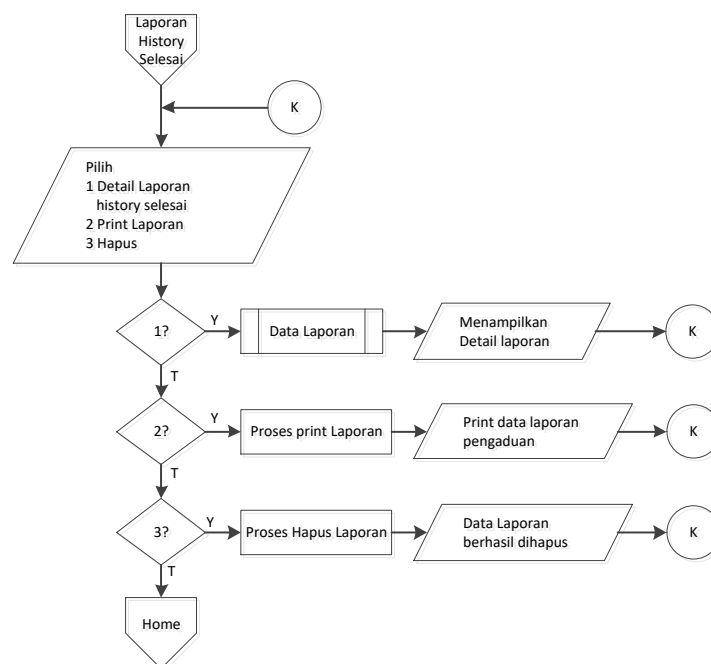 Laporan
History
Selesai
K
Pilih
1 Detail Laporan
history selesai
2 Print Laporan
3 Hapus
1?
Y
Data Laporan
Menampilkan
Detail laporan
K
T
2?
Y
Proses print Laporan
Print data laporan
pengaduan
K
T
3?
Y
Proses Hapus Laporan
Data Laporan
berhasil dihapus
K
T
Home